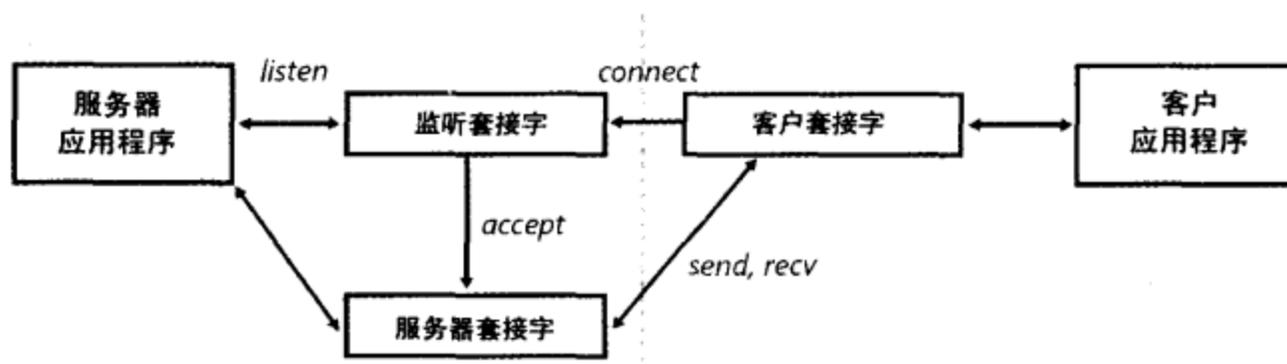 listen
connect
服务器
应用程序
监听套接字
客户套接字
客户
应用程序
accept
send, recv
服务器套接字